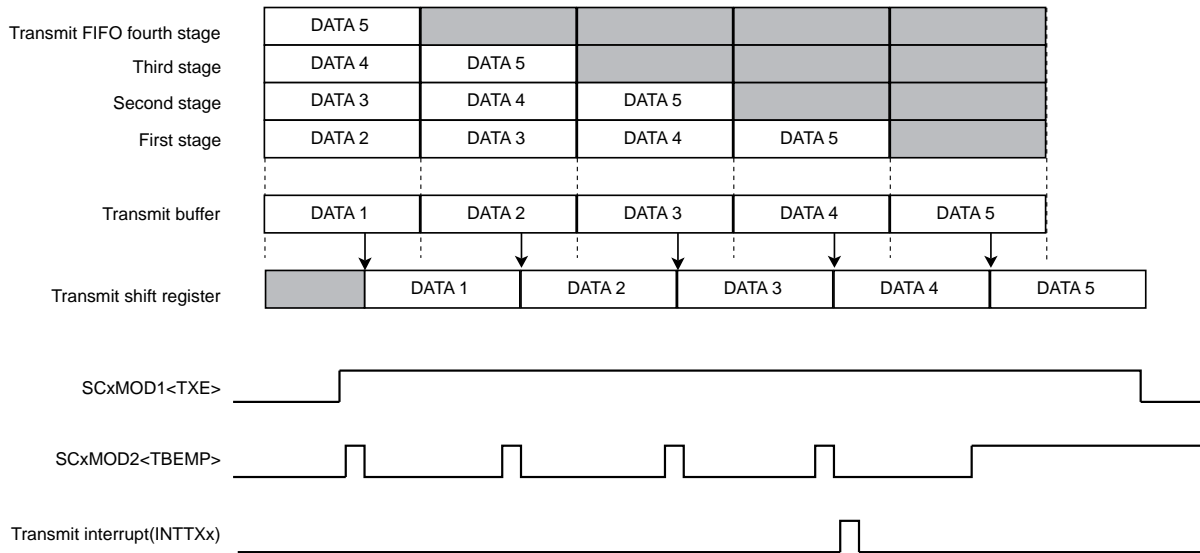 Transmit FIFO fourth stage DATA 5
Third stage DATA 4 DATA 5
Second stage DATA 3 DATA 4 DATA 5
First stage DATA 2 DATA 3 DATA 4 DATA 5
Transmit buffer DATA 1 DATA 2 DATA 3 DATA 4 DATA 5
Transmit shift register DATA 1 DATA 2 DATA 3 DATA 4 DATA 5
SCxMOD1<TXE>
SCxMOD2<TBEMP>
Transmit interrupt(INTTXx)